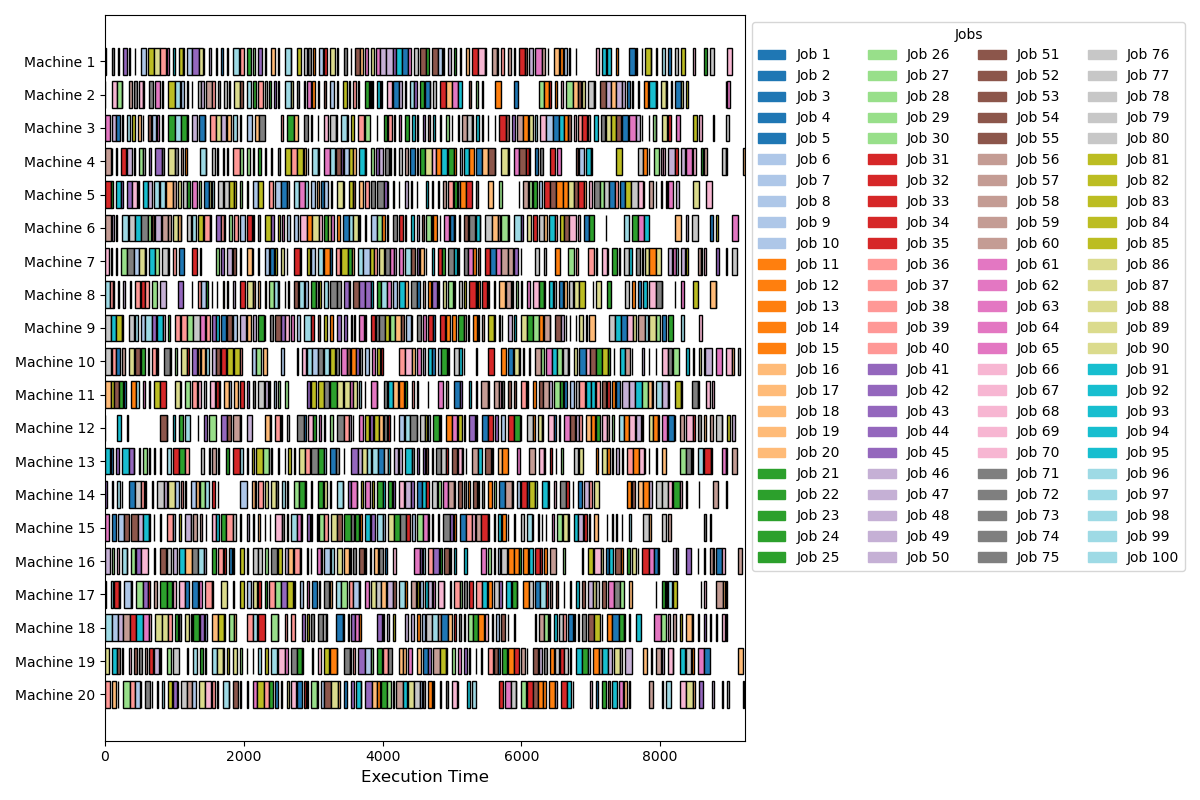 Machine 1
Machine 2
Machine 3
Machine 4
Machine 5
Machine 6
Machine 7
Machine 8
Machine 9
Machine 10
Machine 11
Machine 12
Machine 13
Machine 14
Machine 15
Machine 16
Machine 17
Machine 18
Machine 19
Machine 20
0 2000 4000 6000 8000
Execution Time
Jobs
Job 1 Job 26 Job 51 Job 76
Job 2 Job 27 Job 52 Job 77
Job 3 Job 28 Job 53 Job 78
Job 4 Job 29 Job 54 Job 79
Job 5 Job 30 Job 55 Job 80
Job 6 Job 31 Job 56 Job 81
Job 7 Job 32 Job 57 Job 82
Job 8 Job 33 Job 58 Job 83
Job 9 Job 34 Job 59 Job 84
Job 10 Job 35 Job 60 Job 85
Job 11 Job 36 Job 61 Job 86
Job 12 Job 37 Job 62 Job 87
Job 13 Job 38 Job 63 Job 88
Job 14 Job 39 Job 64 Job 89
Job 15 Job 40 Job 65 Job 90
Job 16 Job 41 Job 66 Job 91
Job 17 Job 42 Job 67 Job 92
Job 18 Job 43 Job 68 Job 93
Job 19 Job 44 Job 69 Job 94
Job 20 Job 45 Job 70 Job 95
Job 21 Job 46 Job 71 Job 96
Job 22 Job 47 Job 72 Job 97
Job 23 Job 48 Job 73 Job 98
Job 24 Job 49 Job 74 Job 99
Job 25 Job 50 Job 75 Job 100